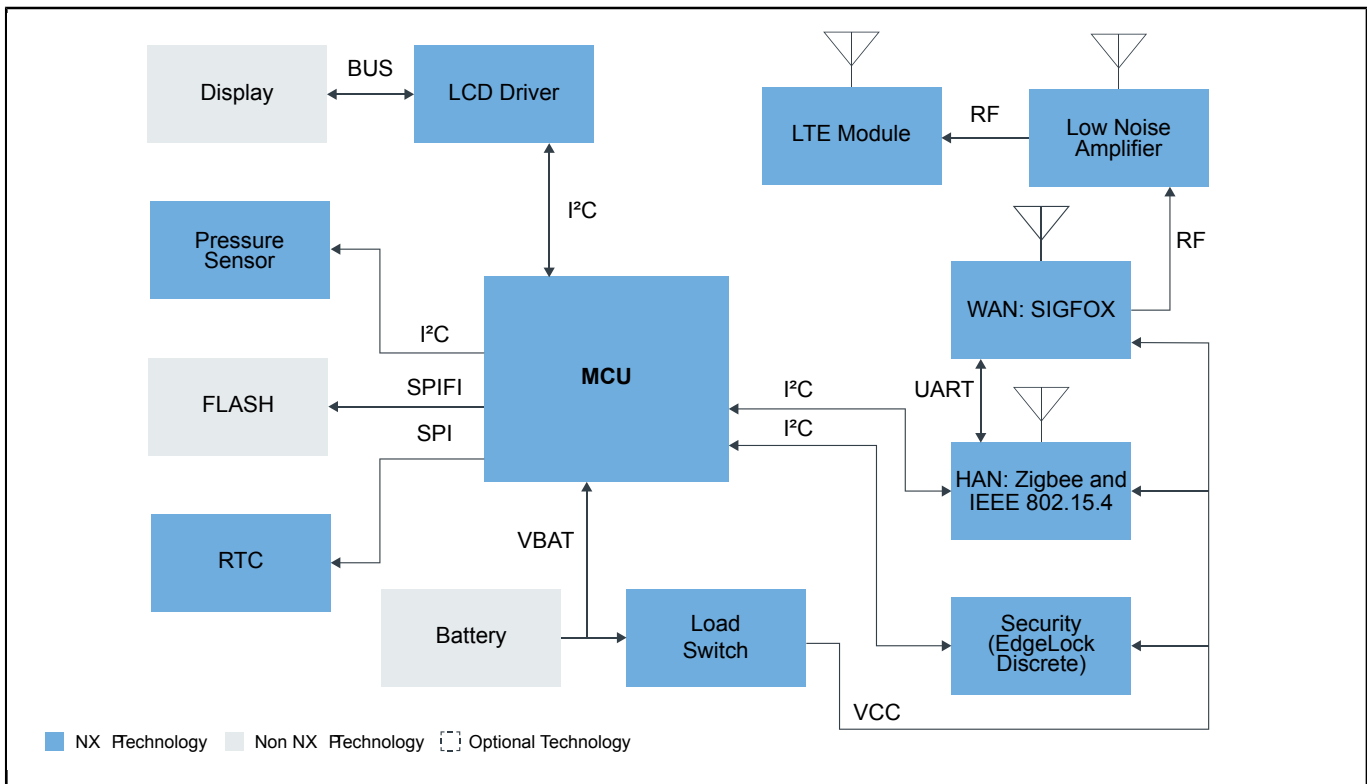 Display
BUS
LCD Driver
LTE Module
RF
Low Noise
Amplifier
I²C
Pressure
Sensor
RF
WAN: SIGFOX
I²C
MCU
UART
FLASH
SPIFI
I²C
SPI
I²C
HAN: Zigbee and
IEEE 802.15.4
RTC
VBAT
Battery
Load
Switch
Security
(EdgeLock
Discrete)
VCC
NX PTechnology
Non NX PTechnology
Optional Technology